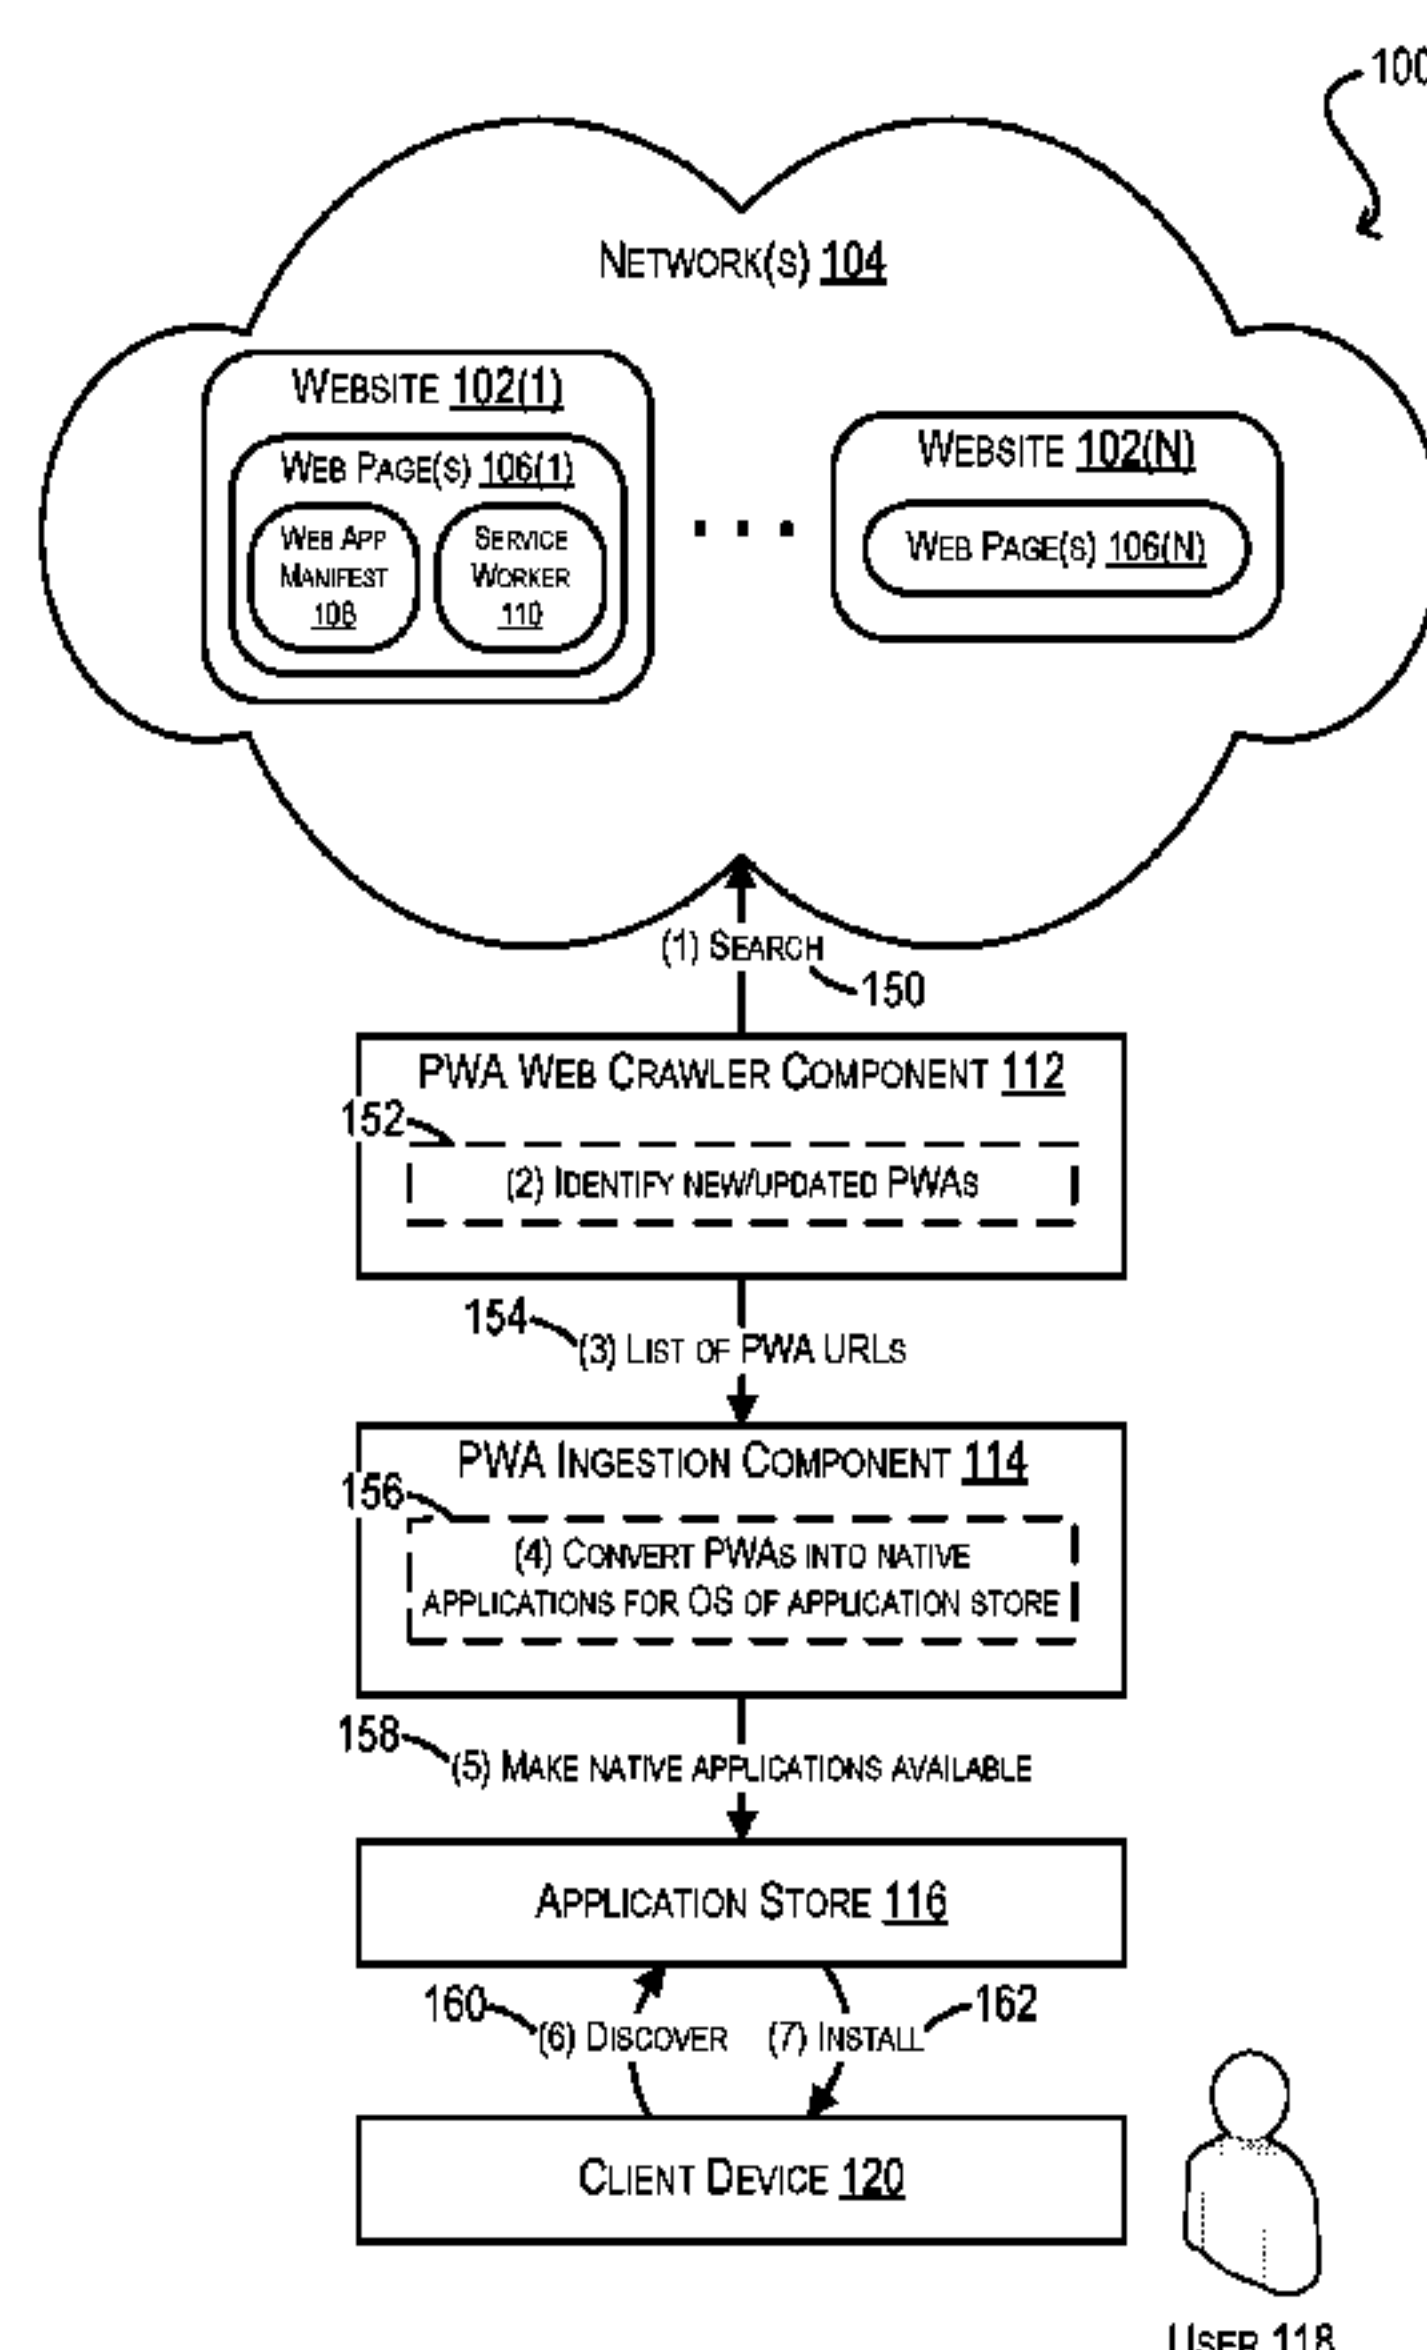 100
NETWORK(S) 104
WEBSITE 102(1)
WEB PAGE(S) 106(1)
WEB APP
MANIFEST
108
SERVICE
WORKER
110
. . .
WEBSITE 102(N)
WEB PAGE(S) 106(N)
(1) SEARCH
150
PWA WEB CRAWLER COMPONENT 112
152
(2) IDENTIFY NEW/UPDATED PWAS
154
(3) LIST OF PWA URLS
PWA INGESTION COMPONENT 114
156
(4) CONVERT PWAS INTO NATIVE
APPLICATIONS FOR OS OF APPLICATION STORE
158
(5) MAKE NATIVE APPLICATIONS AVAILABLE
APPLICATION STORE 116
160
(6) DISCOVER
(7) INSTALL
162
CLIENT DEVICE 120
USER 118